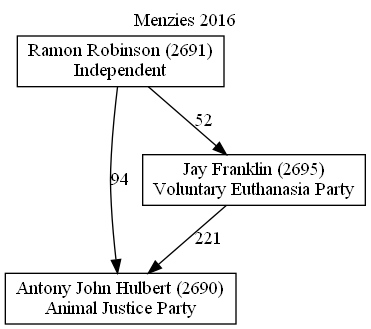 Menzies 2016
Ramon Robinson (2691)
Independent
52
94
Jay Franklin (2695)
Voluntary Euthanasia Party
221
Antony John Hulbert (2690)
Animal Justice Party